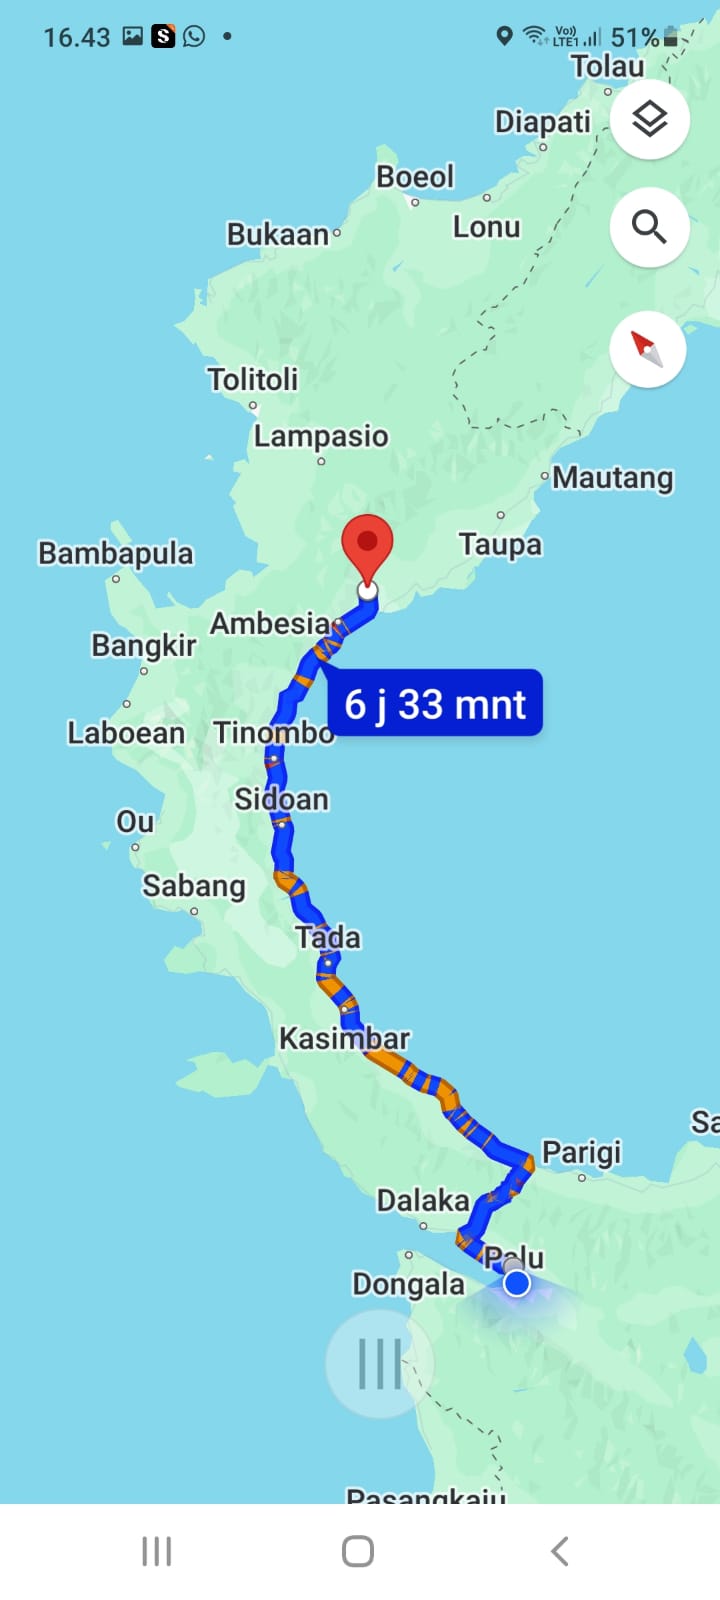 16.43
Vo))
LTE1
51%
Tolau
Diapati
Boeol
Lonu
Bukaan
Tolitoli
Lampasio
Mautang
Taupa
Bambapula
Ambesia
Bangkir
6 j 33 mnt
Laboean
Tinombo
Sidoan
Ou
Sabang
Tada
Kasimbar
Sa
Parigi
Dalaka
Palu
Dongala
Pasangkaiu